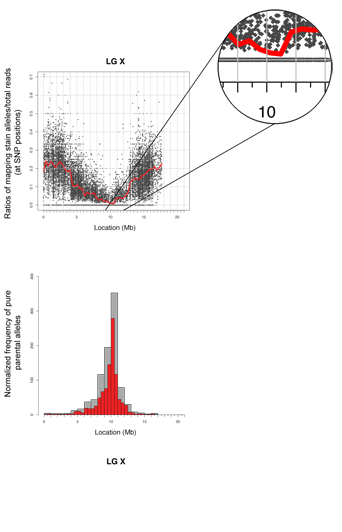 LG X
Ratios of mapping stain alleles/total reads
(at SNP positions)
0.7
0.6
0.5
0.4
0.3
0.2
0.1
0.0
0 5 10 15 20
Location (Mb)
10
Normalized frequency of pure
parental alleles
400
300
200
100
0
0 5 10 15 20
Location (Mb)
LG X